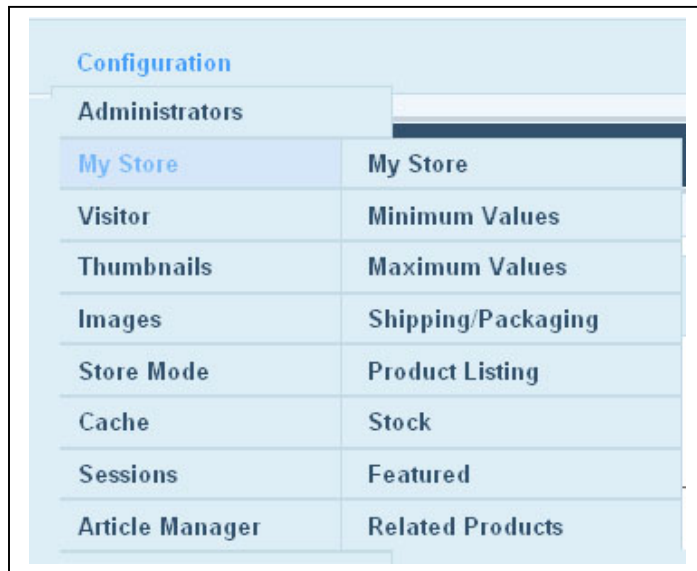 Configuration
Administrators
My Store
Visitor
Thumbnails
Images
Store Mode
Cache
Sessions
Article Manager
My Store
Minimum Values
Maximum Values
Shipping/Packaging
Product Listing
Stock
Featured
Related Products